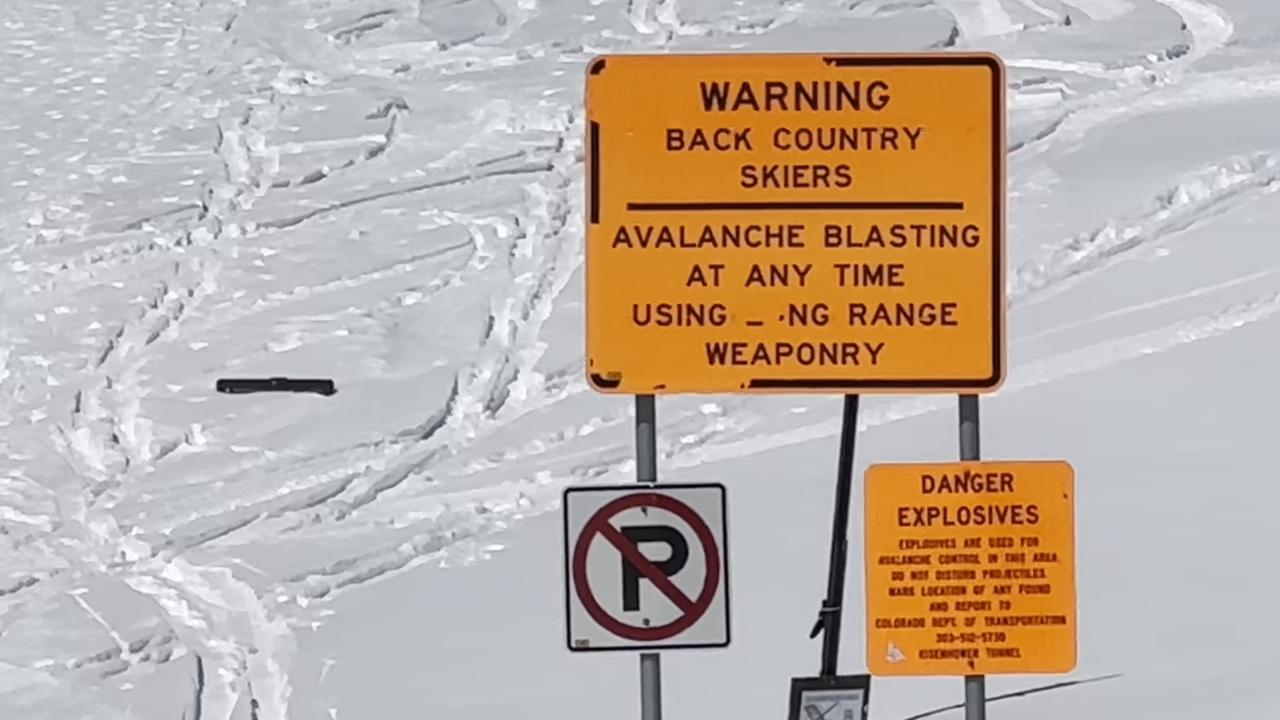 WARNING
BACK COUNTRY
SKIERS
AVALANCHE BLASTING
AT ANY TIME
USING NG RANGE
WEAPONRY
P
DANGER
EXPLOSIVES
EXPLOSIVES ARE USED FOR
AVALANCHE CONTROL IN THIS AREA.
DO NOT DISTURB PROJECTILES.
MARK LOCATION OF ANY FOUND
AND REPORT TO
COLORADO DEPT. OF TRANSPORTATION
303-512-5730
EISENHOWER TUNNEL